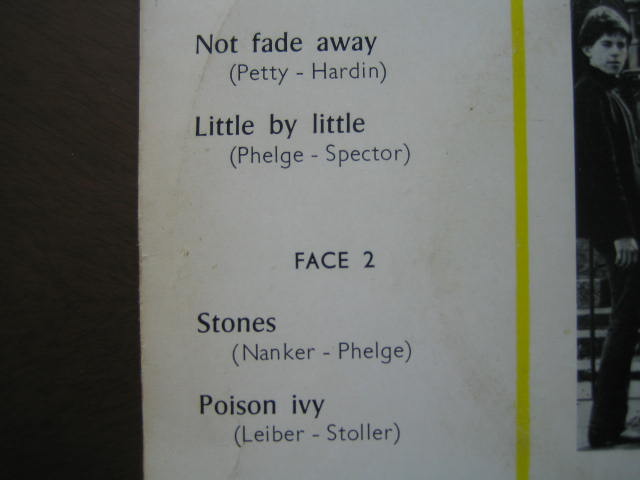 Not fade away
(Petty - Hardin)
Little by little
(Phelge - Spector)
FACE 2
Stones
(Nanker - Phelge)
Poison ivy
(Leiber - Stoller)